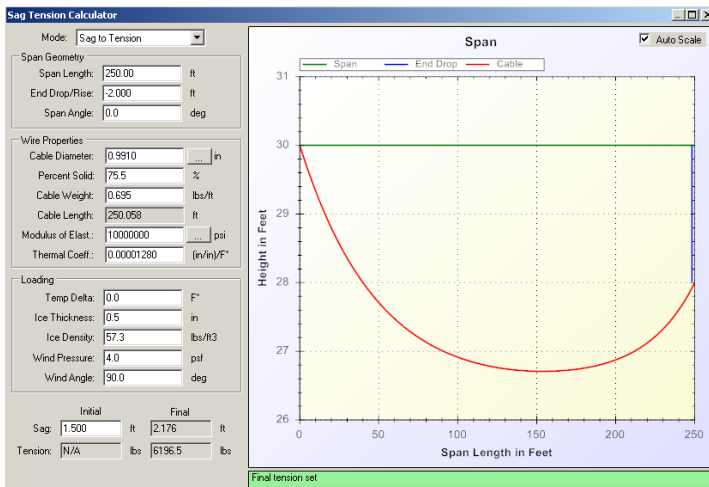 Sag Tension Calculator
Mode: Sag to Tension
Span Geometry
Span Length: 250.00 ft
End Drop/Rise: -2.000 ft
Span Angle: 0.0 deg
Wire Properties
Cable Diameter: 0.9910 ... in
Percent Solid: 75.5 %
Cable Weight: 0.695 lbs/ft
Cable Length: 250.058 ft
Modulus of Elast.: 10000000 ... psi
Thermal Coeff.: 0.00001280 (in/in)/F°
Loading
Temp Delta: 0.0 F°
Ice Thickness: 0.5 in
Ice Density: 57.3 lbs/ft3
Wind Pressure: 4.0 psf
Wind Angle: 90.0 deg
Initial Final
Sag: 1.500 ft 2.176 ft
Tension: N/A lbs 6196.5 lbs
Span
Auto Scale
Span End Drop Cable
Height in Feet
31
30
29
28
27
26
0 50 100 150 200 250
Span Length in Feet
Final tension set